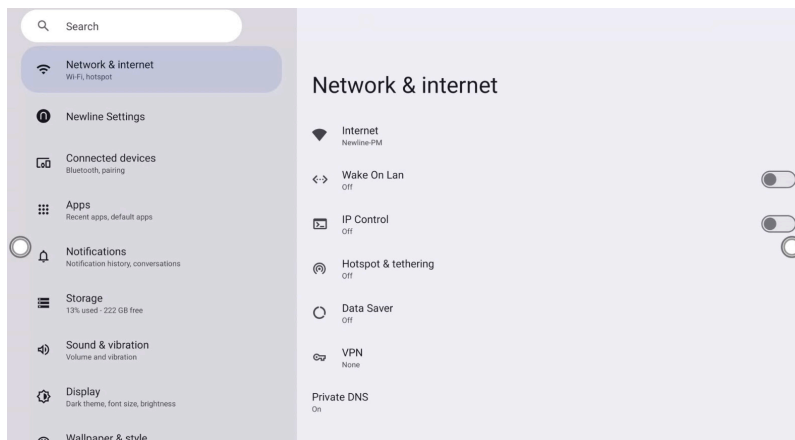 Search
Network & internet
Wi-Fi, hotspot
Newline Settings
Connected devices
Bluetooth, pairing
Apps
Recent apps, default apps
Notifications
Notification history, conversations
Storage
13% used - 222 GB free
Sound & vibration
Volume and vibration
Display
Dark theme, font size, brightness
Wallpaper & style
Network & internet
Internet
Newline-PM
Wake On Lan
Off
IP Control
Off
Hotspot & tethering
Off
Data Saver
Off
VPN
None
Private DNS
On